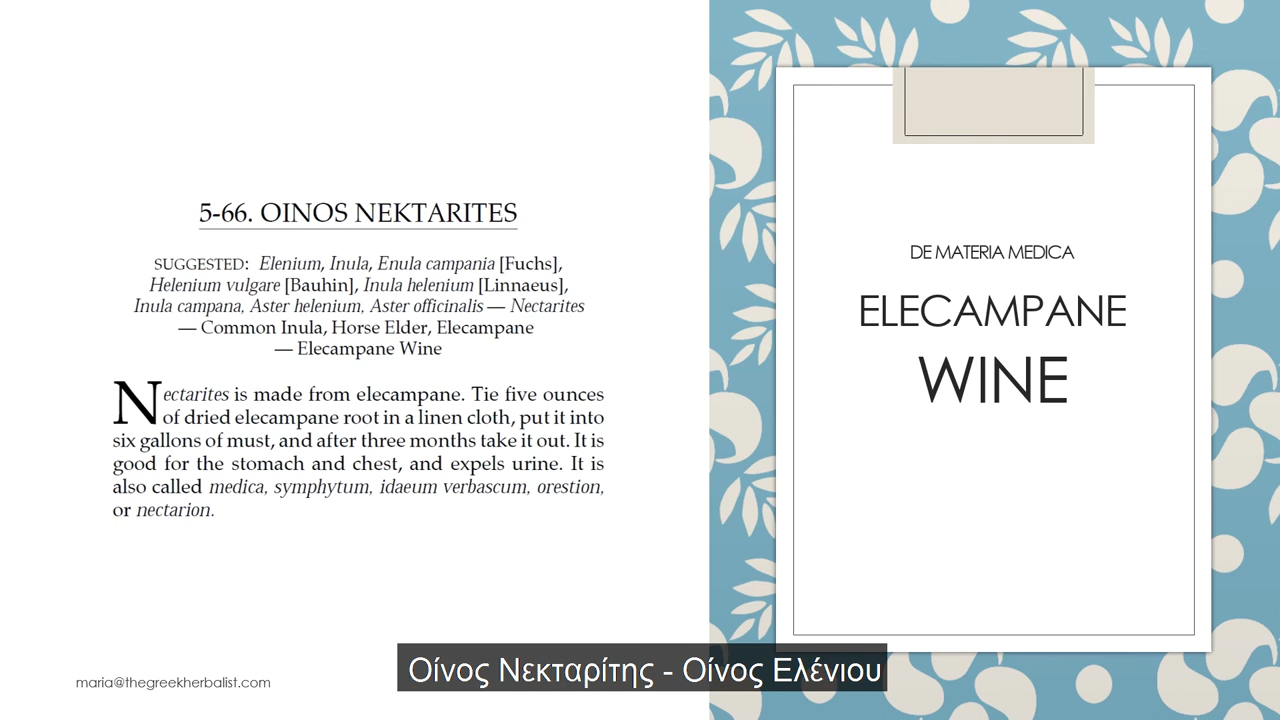 5-66. OINOS NEKTARITES
SUGGESTED: Elenium, Inula, Enula campania [Fuchs],
Helenium vulgare [Bauhin], Inula helenium [Linnaeus],
Inula campana, Aster helenium, Aster officinalis — Nectarites
— Common Inula, Horse Elder, Elecampane
— Elecampane Wine
Nectarites is made from elecampane. Tie five ounces
of dried elecampane root in a linen cloth, put it into
six gallons of must, and after three months take it out. It is
good for the stomach and chest, and expels urine. It is
also called medica, symphytum, idaeum verbascum, orestion,
or nectarion.
DE MATERIA MEDICA
ELECAMPANE
WINE
Οίνος Νεκταρίτης - Οίνος Ελένιου
maria@thegreekherbalist.com